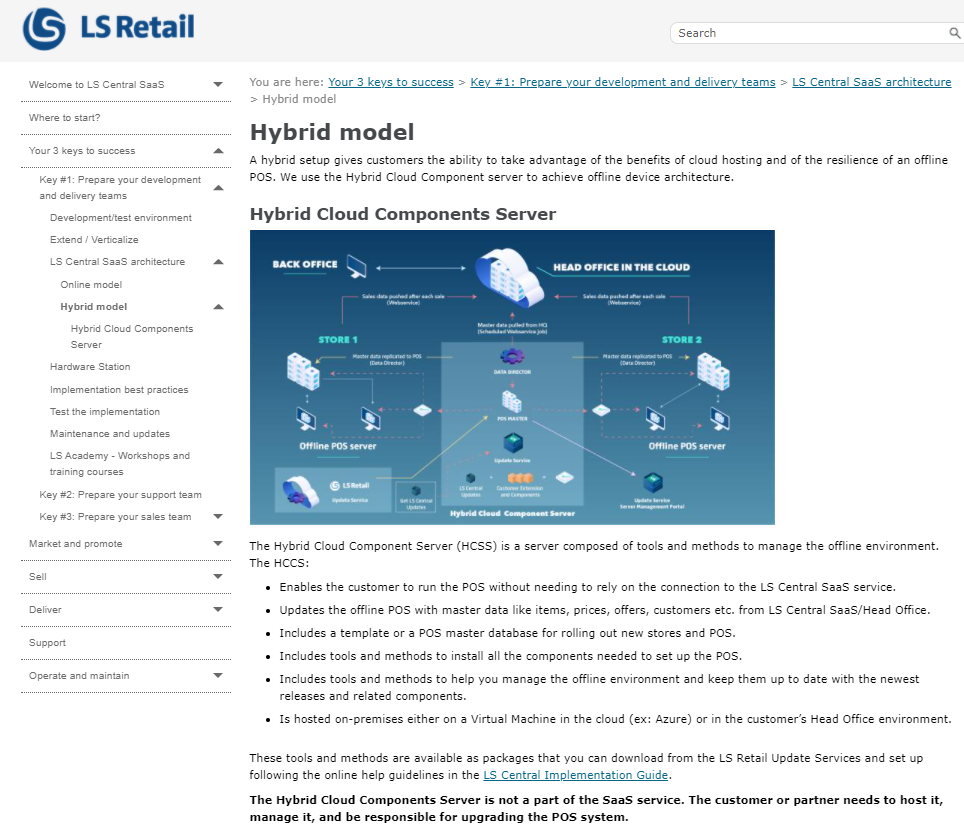 LS Retail
Search
Welcome to LS Central SaaS
Where to start?
Your 3 keys to success
Key #1: Prepare your development
and delivery teams
Development/test environment
Extend / Verticalize
LS Central SaaS architecture
Online model
Hybrid model
Hybrid Cloud Components
Server
Hardware Station
Implementation best practices
Test the implementation
Maintenance and updates
LS Academy - Workshops and
training courses
Key #2: Prepare your support team
Key #3: Prepare your sales team
Market and promote
Sell
Deliver
Support
Operate and maintain
You are here: Your 3 keys to success > Key #1: Prepare your development and delivery teams > LS Central SaaS architecture
> Hybrid model
Hybrid model
A hybrid setup gives customers the ability to take advantage of the benefits of cloud hosting and of the resilience of an offline
POS. We use the Hybrid Cloud Component server to achieve offline device architecture.
Hybrid Cloud Components Server
BACK OFFICE
HEAD OFFICE IN THE CLOUD
Sales data pushed after each sale
(Webservice)
Sales data pushed after each sale
(Webservice)
Master data pulled from HQ
(Scheduled Webservice job)
STORE 1
STORE 2
Master data replicated to POS
(Data Director)
Master data replicated to POS
(Data Director)
DATA DIRECTOR
POS MASTER
Offline POS server
Offline POS server
Update Service
LS Retail
Update Service
Get LS Central
Updates
LS Central
Updates
Customer Extension
and Components
Update Service
Server Management Portal
Hybrid Cloud Component Server
The Hybrid Cloud Component Server (HCSS) is a server composed of tools and methods to manage the offline environment.
The HCCS:
• Enables the customer to run the POS without needing to rely on the connection to the LS Central SaaS service.
• Updates the offline POS with master data like items, prices, offers, customers etc. from LS Central SaaS/Head Office.
• Includes a template or a POS master database for rolling out new stores and POS.
• Includes tools and methods to install all the components needed to set up the POS.
• Includes tools and methods to help you manage the offline environment and keep them up to date with the newest
releases and related components.
• Is hosted on-premises either on a Virtual Machine in the cloud (ex: Azure) or in the customer's Head Office environment.
These tools and methods are available as packages that you can download from the LS Retail Update Services and set up
following the online help guidelines in the LS Central Implementation Guide.
The Hybrid Cloud Components Server is not a part of the SaaS service. The customer or partner needs to host it,
manage it, and be responsible for upgrading the POS system.